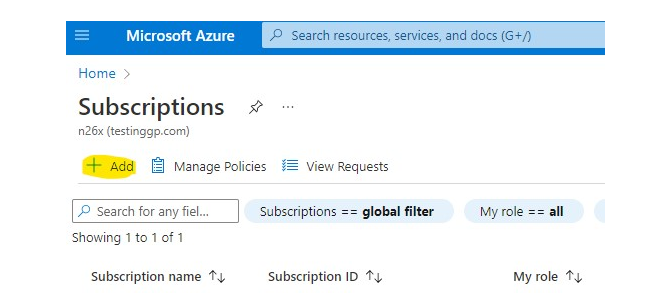 Microsoft Azure Search resources, services, and docs (G+/)
Home
Subscriptions
n26x (testinggp.com)
Add Manage Policies View Requests
Search for any fiel... Subscriptions == global filter My role == all
Showing 1 to 1 of 1
Subscription name Subscription ID My role